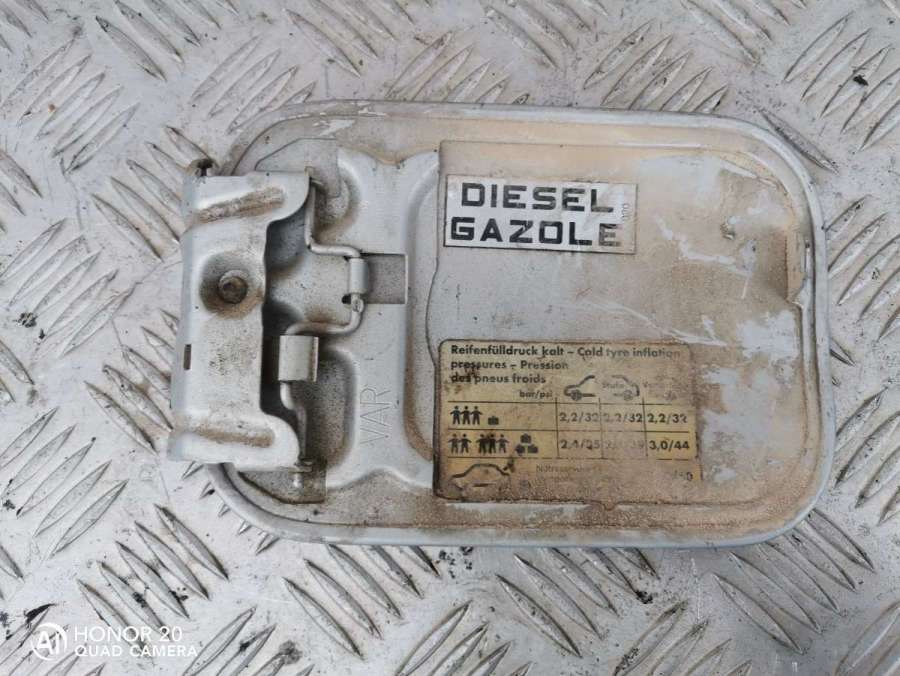 DIESEL
GAZOLE
Reifenfülldruck kalt – Cold tyre inflation
pressures – Pression
des pneus froids
bar/psi
2,2/32 2,2/32 2,2/32
3,0/44
VAR
HONOR 20
QUAD CAMERA